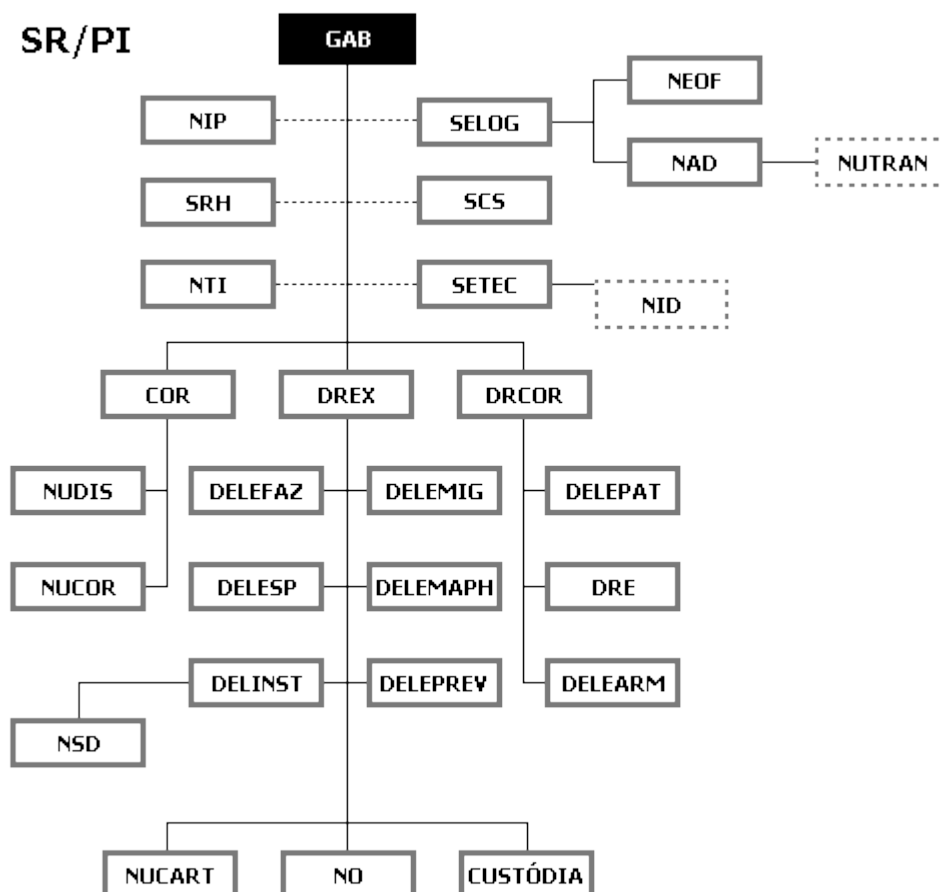 SR/PI
GAB
NEOF
NIP
SELOG
NAD
NUTRAN
SRH
SCS
NTI
SETEC
NID
COR
DREX
DRCOR
NUDIS
DELEFAZ
DELEMIG
DELEPAT
NUCOR
DELESP
DELEMAPH
DRE
DELINST
DELEPREV
DELEARM
NSD
NUCART
NO
CUSTÓDIA